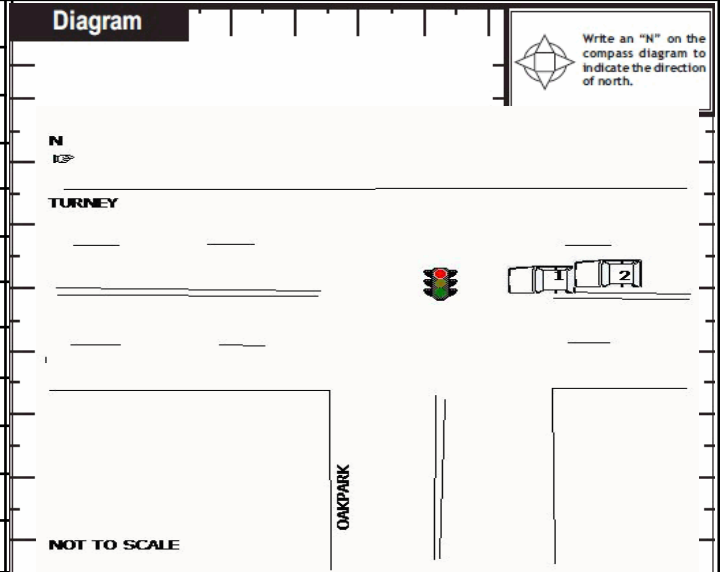 Diagram
Write an “N” on the
compass diagram to
indicate the direction
of north.
N
TURNEY
1
2
OAKPARK
NOT TO SCALE